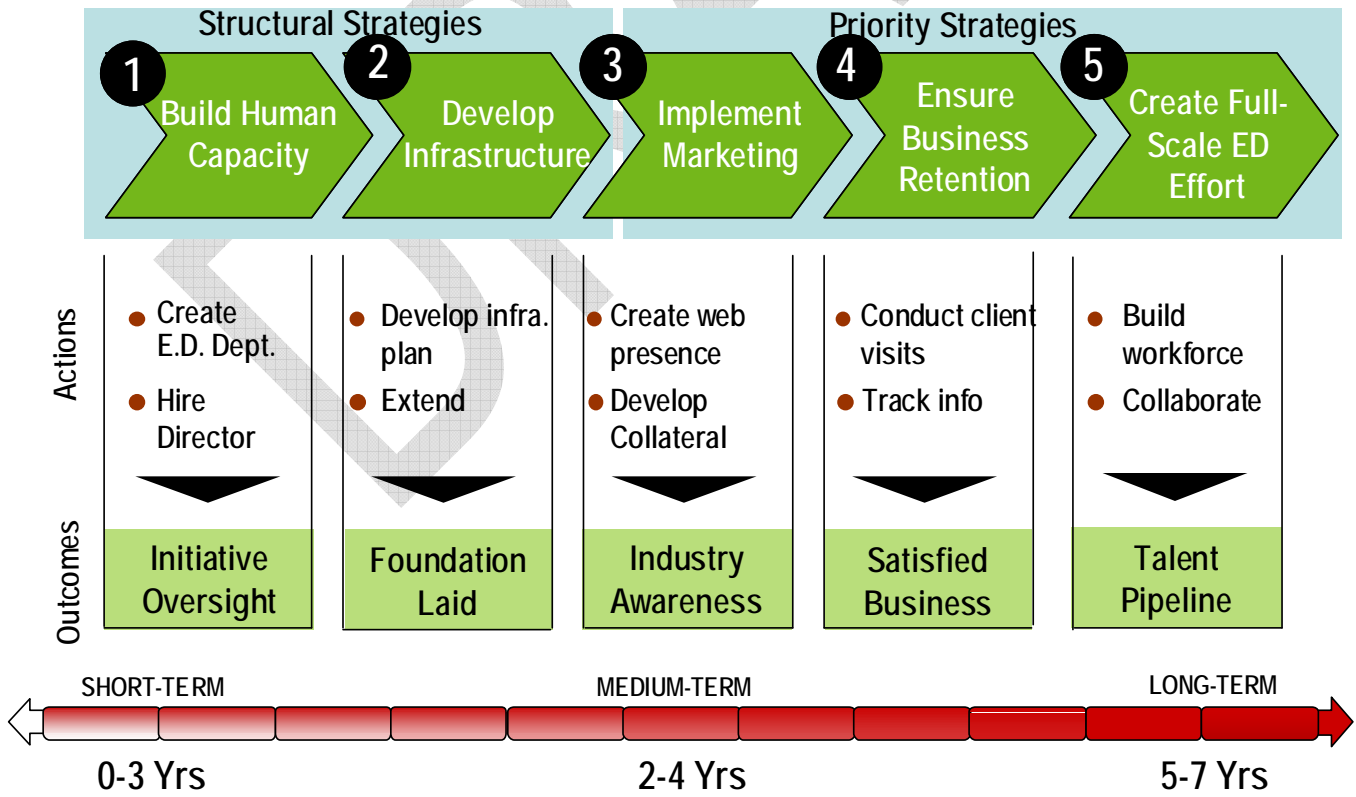 Structural Strategies
Priority Strategies
1
Build Human
Capacity
2
Develop
Infrastructure
3
Implement
Marketing
4
Ensure
Business
Retention
5
Create Full-
Scale ED
Effort
Actions
● Create
E.D. Dept.
● Hire
Director
● Develop infra.
plan
● Extend
● Create web
presence
● Develop
Collateral
● Conduct client
visits
● Track info
● Build
workforce
● Collaborate
Outcomes
Initiative
Oversight
Foundation
Laid
Industry
Awareness
Satisfied
Business
Talent
Pipeline
SHORT-TERM
MEDIUM-TERM
LONG-TERM
0-3 Yrs
2-4 Yrs
5-7 Yrs